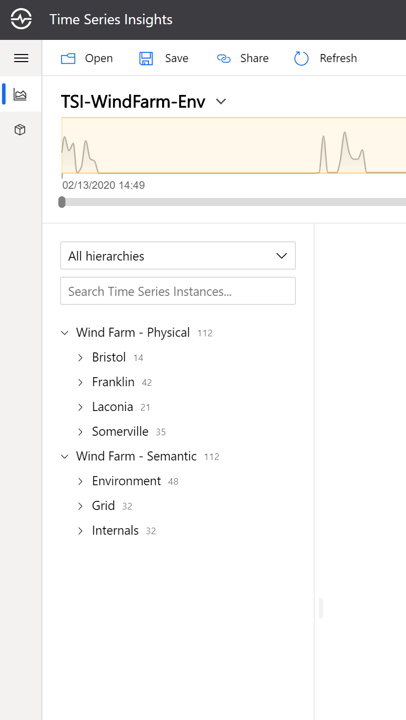 Time Series Insights
Open Save Share Refresh
TSI-WindFarm-Env
02/13/2020 14:49
All hierarchies
Search Time Series Instances...
Wind Farm - Physical 112
Bristol 14
Franklin 42
Laconia 21
Somerville 35
Wind Farm - Semantic 112
Environment 48
Grid 32
Internals 32